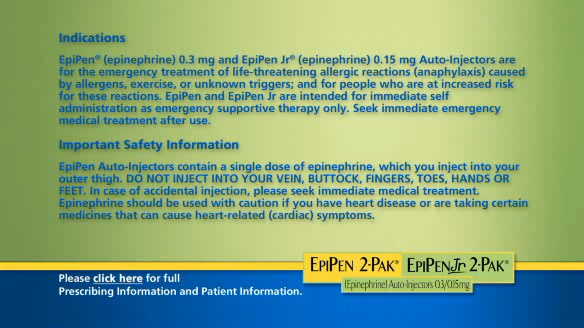 Indications
EpiPen® (epinephrine) 0.3 mg and EpiPen Jr® (epinephrine) 0.15 mg Auto-Injectors are
for the emergency treatment of life-threatening allergic reactions (anaphylaxis) caused
by allergens, exercise, or unknown triggers; and for people who are at increased risk
for these reactions. EpiPen and EpiPen Jr are intended for immediate self
administration as emergency supportive therapy only. Seek immediate emergency
medical treatment after use.
Important Safety Information
EpiPen Auto-Injectors contain a single dose of epinephrine, which you inject into your
outer thigh. DO NOT INJECT INTO YOUR VEIN, BUTTOCK, FINGERS, TOES, HANDS OR
FEET. In case of accidental injection, please seek immediate medical treatment.
Epinephrine should be used with caution if you have heart disease or are taking certain
medicines that can cause heart-related (cardiac) symptoms.
EPIPEN 2-PAK® EPIPEN Jr 2-PAK®
(Epinephrine) Auto-Injectors 0.3/0.15mg
Please click here for full
Prescribing Information and Patient Information.